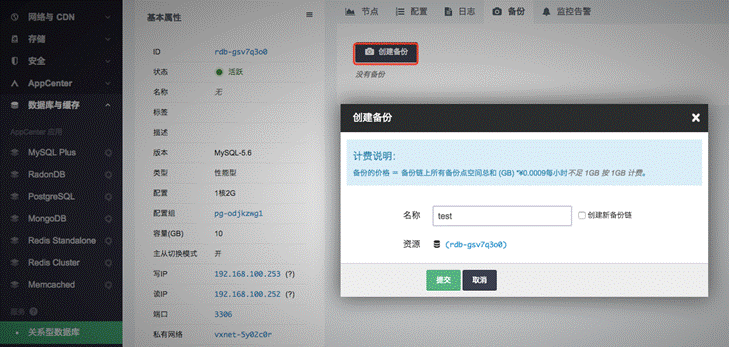 网络与 CDN
存储
安全
AppCenter
数据库与缓存
AppCenter 应用
MySQL Plus
RadonDB
PostgreSQL
MongoDB
Redis Standalone
Redis Cluster
Memcached
服务
关系型数据库
基本属性
ID rdb-gsv7q3o0
状态 活跃
名称 无
标签
描述
版本 MySQL-5.6
类型 性能型
配置 1核2G
配置组 pg-odjkzwg1
容量(GB) 10
主从切换模式 开
写IP 192.168.100.253 (?)
读IP 192.168.100.252 (?)
端口 3306
私有网络 vxnet-5y02c0r
节点 配置 日志 备份 监控告警
创建备份
没有备份
创建备份
计费说明:
备份的价格 = 备份链上所有备份点空间总和 (GB) *¥0.0009每小时不足 1GB 按 1GB 计费。
名称 test 创建新备份链
资源 (rdb-gsv7q3o0)
提交 取消